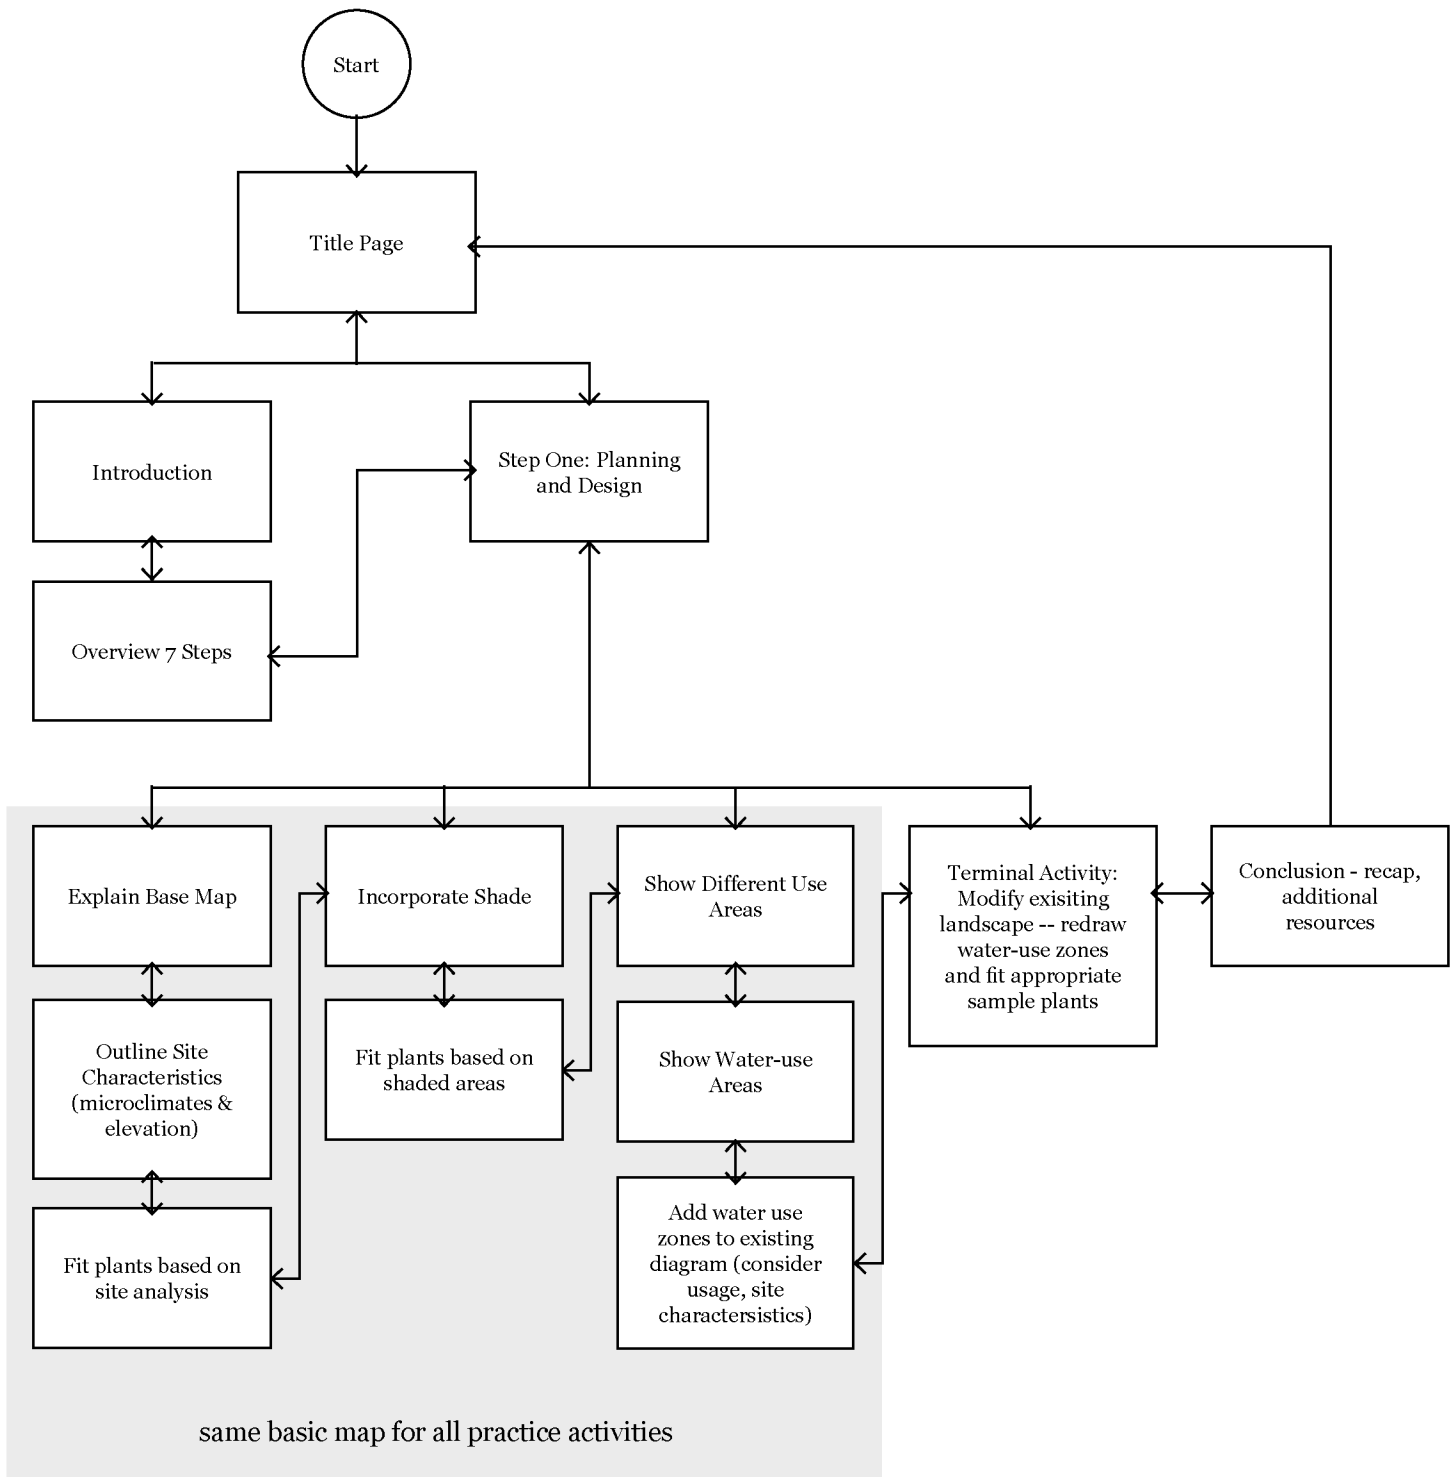 Start
Title Page
Introduction
Step One: Planning
and Design
Overview 7 Steps
Explain Base Map
Incorporate Shade
Show Different Use
Areas
Terminal Activity:
Modify exisiting
landscape -- redraw
water-use zones
and fit appropriate
sample plants
Conclusion - recap,
additional
resources
Outline Site
Characteristics
(microclimates &
elevation)
Fit plants based on
shaded areas
Show Water-use
Areas
Fit plants based on
site analysis
Add water use
zones to existing
diagram (consider
usage, site
charactersistics)
same basic map for all practice activities